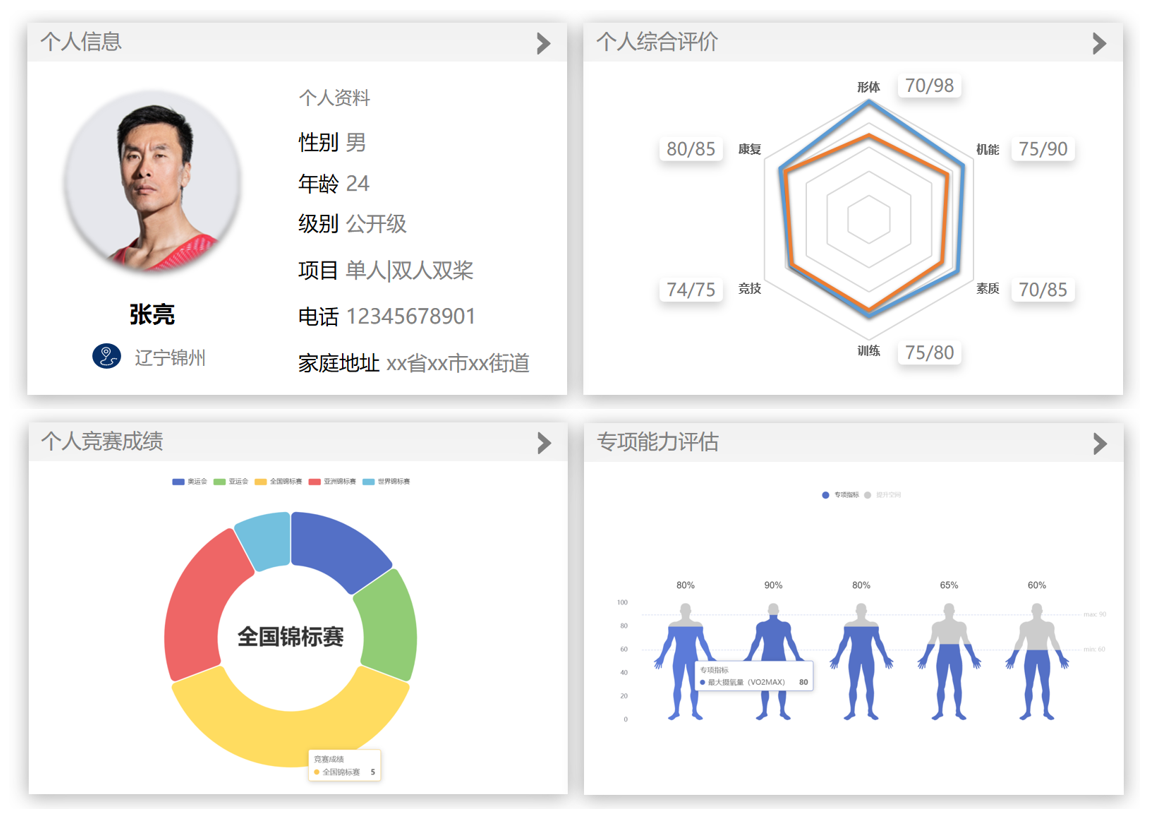 个人信息
个人资料
性别 男
年龄 24
级别 公开级
项目 单人|双人双桨
电话 12345678901
家庭地址 xx省xx市xx街道
张亮
辽宁锦州
个人综合评价
形体 70/98
康复 80/85
机能 75/90
竞技 74/75
素质 70/85
训练 75/80
个人竞赛成绩
奥运会 亚运会 全国锦标赛 亚洲锦标赛 世界锦标赛
全国锦标赛
竞赛成绩
全国锦标赛 5
专项能力评估
专项指标 提升空间
80% 90% 80% 65% 60%
100
80
60
40
20
0
max: 90
min: 60
专项指标
最大摄氧量（VO2MAX） 80